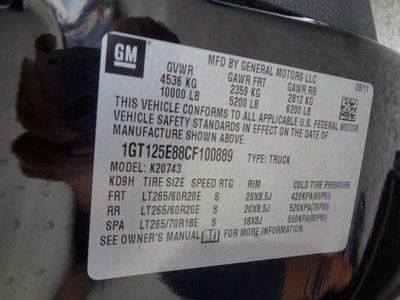 GM
MFD BY GENERAL MOTORS LLC
08/11
GVWR GAWR FRT GAWR RR
4536 KG 2359 KG 2812 KG
10000 LB 5200 LB 6200 LB
THIS VEHICLE CONFORMS TO ALL APPLICABLE U.S. FEDERAL MOTOR
VEHICLE SAFETY STANDARDS IN EFFECT ON THE DATE OF
MANUFACTURE SHOWN ABOVE.
1GT125E88CF100889 TYPE: TRUCK
MODEL: K20743
KD9H TIRE SIZE SPEED RTG RIM COLD TIRE PRESSURE
FRT LT265/60R20E S 20X8.5J 420KPA(60PSI)
RR LT265/60R20E S 20X8.5J 520KPA(75PSI)
SPA LT265/70R18E S 18X8J 550KPA(80PSI)
SEE OWNER'S MANUAL FOR MORE INFORMATION.